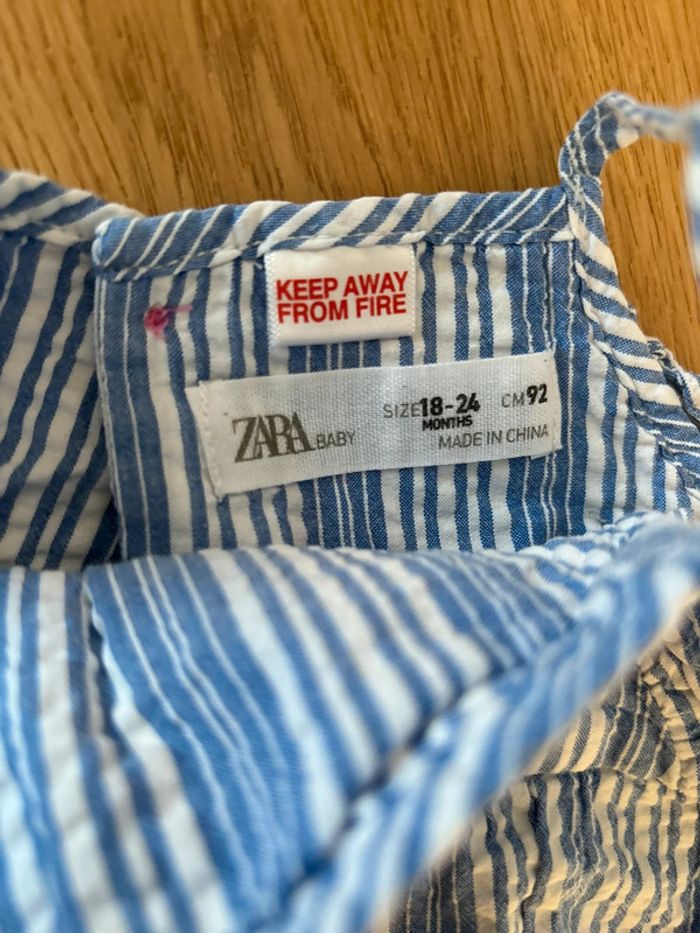 KEEP AWAY
FROM FIRE
ZARA BABY SIZE 18-24 CM 92
MONTHS
MADE IN CHINA